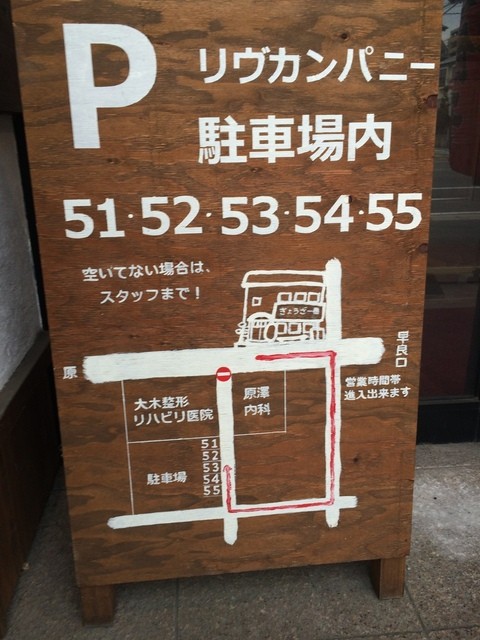 P
リヴカンパニー
駐車場内
51・52・53・54・55
空いてない場合は、
スタッフまで！
ぎょうざ一番
原
早良口
営業時間帯
進入出来ます
大木整形
リハビリ医院
原澤
内科
駐車場
51
52
53
54
55